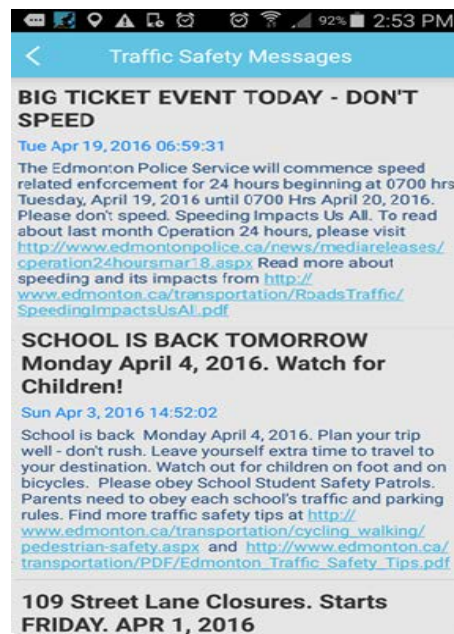 92% 2:53 PM
Traffic Safety Messages
BIG TICKET EVENT TODAY - DON'T
SPEED
Tue Apr 19, 2016 06:59:31
The Edmonton Police Service will commence speed
related enforcement for 24 hours beginning at 0700 hrs
Tuesday, April 19, 2016 until 0700 Hrs April 20, 2016.
Please don't speed. Speeding Impacts Us All. To read
about last month Operation 24 hours, please visit
http://www.edmontonpolice.ca/news/mediareleases/
operation24hoursmar18.aspx Read more about
speeding and its impacts from http://
www.edmonton.ca/transportation/RoadsTraffic/
SpeedingImpactsUsAll.pdf
SCHOOL IS BACK TOMORROW
Monday April 4, 2016. Watch for
Children!
Sun Apr 3, 2016 14:52:02
School is back  Monday April 4, 2016. Plan your trip
well - don't rush. Leave yourself extra time to travel to
your destination. Watch out for children on foot and on
bicycles.  Please obey School Student Safety Patrols.
Parents need to obey each school's traffic and parking
rules. Find more traffic safety tips at http://
www.edmonton.ca/transportation/cycling_walking/
pedestrian-safety.aspx  and  http://www.edmonton.ca/
transportation/PDF/Edmonton_Traffic_Safety_Tips.pdf
109 Street Lane Closures. Starts
FRIDAY. APR 1, 2016